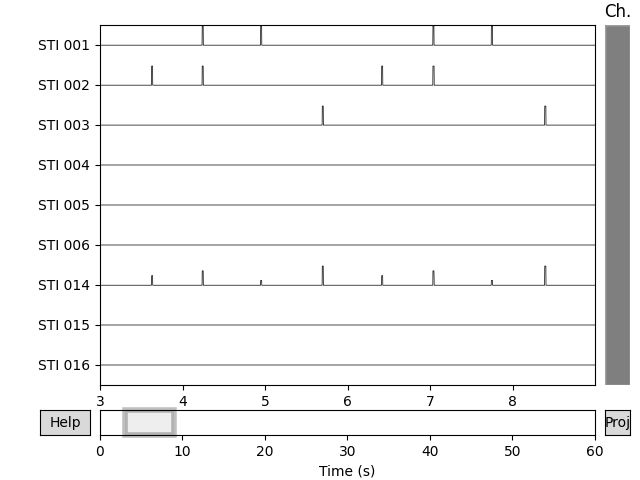 Ch.
STI 001
STI 002
STI 003
STI 004
STI 005
STI 006
STI 014
STI 015
STI 016
3 4 5 6 7 8
Help
Proj
0 10 20 30 40 50 60
Time (s)